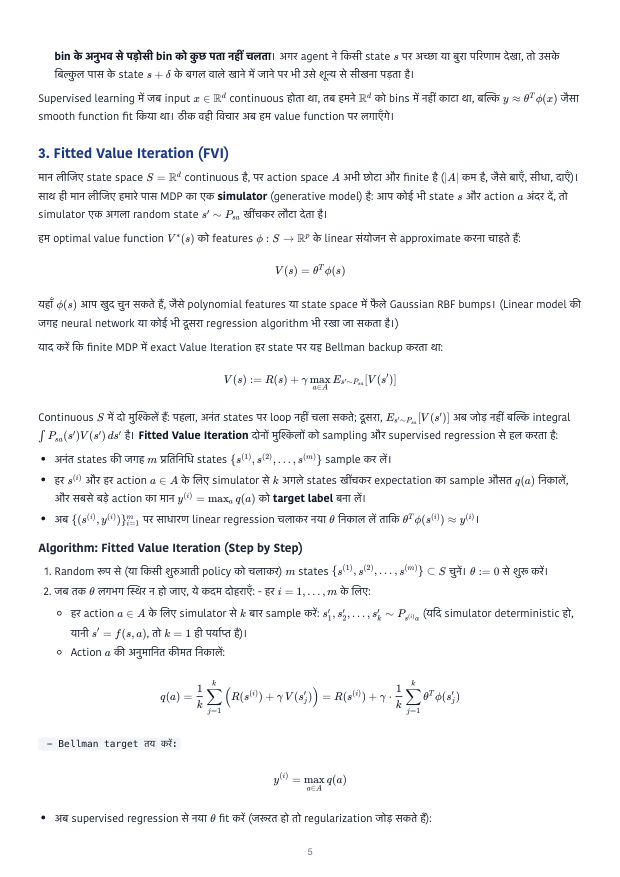 bin के अनुभव से पड़ोसी bin को कुछ पता नहीं चलता। अगर agent ने किसी state s पर अच्छा या बुरा परिणाम देखा, तो उसके
बिल्कुल पास के state s + δ के बगल वाले खाने में जाने पर भी उसे शून्य से सीखना पड़ता है।
Supervised learning में जब input x ∈ ℝ^d continuous होता था, तब हमने ℝ^d को bins में नहीं काटा था, बल्कि y ≈ θ^T ϕ(x) जैसा
smooth function fit किया था। ठीक वही विचार अब हम value function पर लगाएँगे।
3. Fitted Value Iteration (FVI)
मान लीजिए state space S = ℝ^d continuous है, पर action space A अभी छोटा और finite है (|A| कम है, जैसे बाएँ, सीधा, दाएँ)।
साथ ही मान लीजिए हमारे पास MDP का एक simulator (generative model) है: आप कोई भी state s और action a अंदर दें, तो
simulator एक अगला random state s′ ∼ P_{sa} खींचकर लौटा देता है।
हम optimal value function V^*(s) को features ϕ : S → ℝ^p के linear संयोजन से approximate करना चाहते हैं:
V(s) = θ^T ϕ(s)
यहाँ ϕ(s) आप खुद चुन सकते हैं, जैसे polynomial features या state space में फैले Gaussian RBF bumps। (Linear model की
जगह neural network या कोई भी दूसरा regression algorithm भी रखा जा सकता है।)
याद करें कि finite MDP में exact Value Iteration हर state पर यह Bellman backup करता था:
V(s) := R(s) + γ max_{a∈A} E_{s′∼P_{sa}}[V(s′)]
Continuous S में दो मुश्किलें हैं: पहला, अनंत states पर loop नहीं चला सकते; दूसरा, E_{s′∼P_{sa}}[V(s′)] अब जोड़ नहीं बल्कि integral
∫ P_{sa}(s′)V(s′) ds′ है। Fitted Value Iteration दोनों मुश्किलों को sampling और supervised regression से हल करता है:
• अनंत states की जगह m प्रतिनिधि states {s^{(1)}, s^{(2)}, . . . , s^{(m)}} sample कर लें।
• हर s^{(i)} और हर action a ∈ A के लिए simulator से k अगले states खींचकर expectation का sample औसत q(a) निकालें,
और सबसे बड़े action का मान y^{(i)} = max_a q(a) को target label बना लें।
• अब {(s^{(i)}, y^{(i)})}_{i=1}^m पर साधारण linear regression चलाकर नया θ निकाल लें ताकि θ^T ϕ(s^{(i)}) ≈ y^{(i)}।
Algorithm: Fitted Value Iteration (Step by Step)
1. Random रूप से (या किसी शुरुआती policy को चलाकर) m states {s^{(1)}, s^{(2)}, . . . , s^{(m)}} ⊂ S चुनें। θ := 0 से शुरू करें।
2. जब तक θ लगभग स्थिर न हो जाए, ये कदम दोहराएँ: - हर i = 1, . . . , m के लिए:
◦ हर action a ∈ A के लिए simulator से k बार sample करें: s′_1, s′_2, . . . , s′_k ∼ P_{s^{(i)}a} (यदि simulator deterministic हो,
यानी s′ = f(s, a), तो k = 1 ही पर्याप्त है)।
◦ Action a की अनुमानित कीमत निकालें:
q(a) = \frac{1}{k} ∑_{j=1}^{k} (R(s^{(i)}) + γ V(s′_j)) = R(s^{(i)}) + γ · \frac{1}{k} ∑_{j=1}^{k} θ^T ϕ(s′_j)
– Bellman target तय करें:
y^{(i)} = max_{a∈A} q(a)
• अब supervised regression से नया θ fit करें (जरूरत हो तो regularization जोड़ सकते हैं):
5